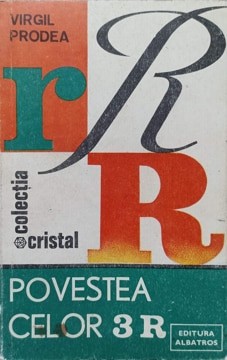 VIRGIL
PRODEA
r R R
colecția
cristal
POVESTEA
CELOR 3 R
EDITURA
ALBATROS